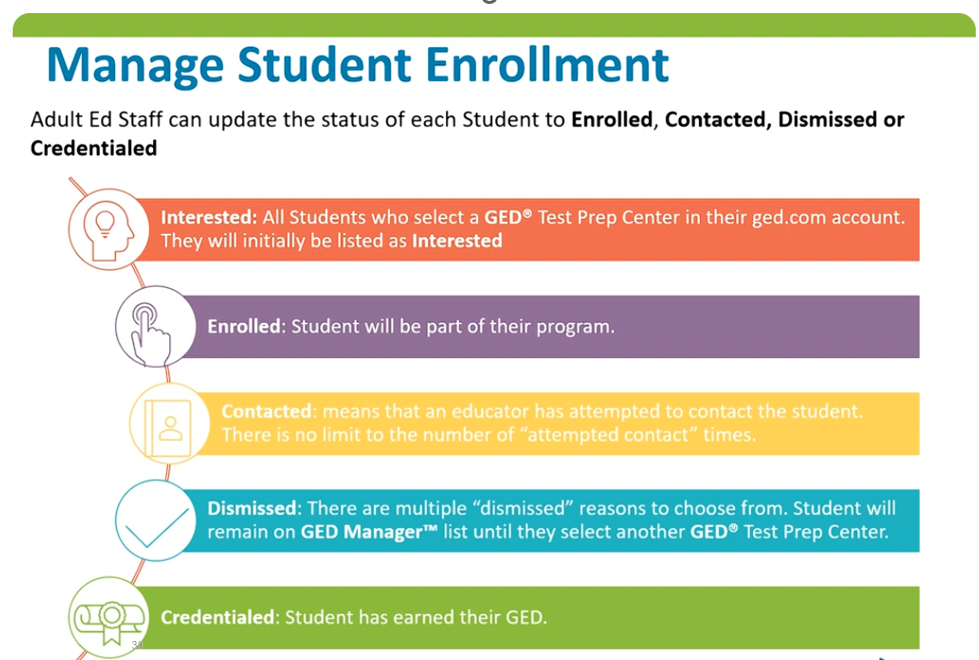 Manage Student Enrollment
Adult Ed Staff can update the status of each Student to Enrolled, Contacted, Dismissed or
Credentialed
Interested: All Students who select a GED® Test Prep Center in their ged.com account.
They will initially be listed as Interested
Enrolled: Student will be part of their program.
Contacted: means that an educator has attempted to contact the student.
There is no limit to the number of “attempted contact” times.
Dismissed: There are multiple “dismissed” reasons to choose from. Student will
remain on GED Manager™ list until they select another GED® Test Prep Center.
Credentialed: Student has earned their GED.